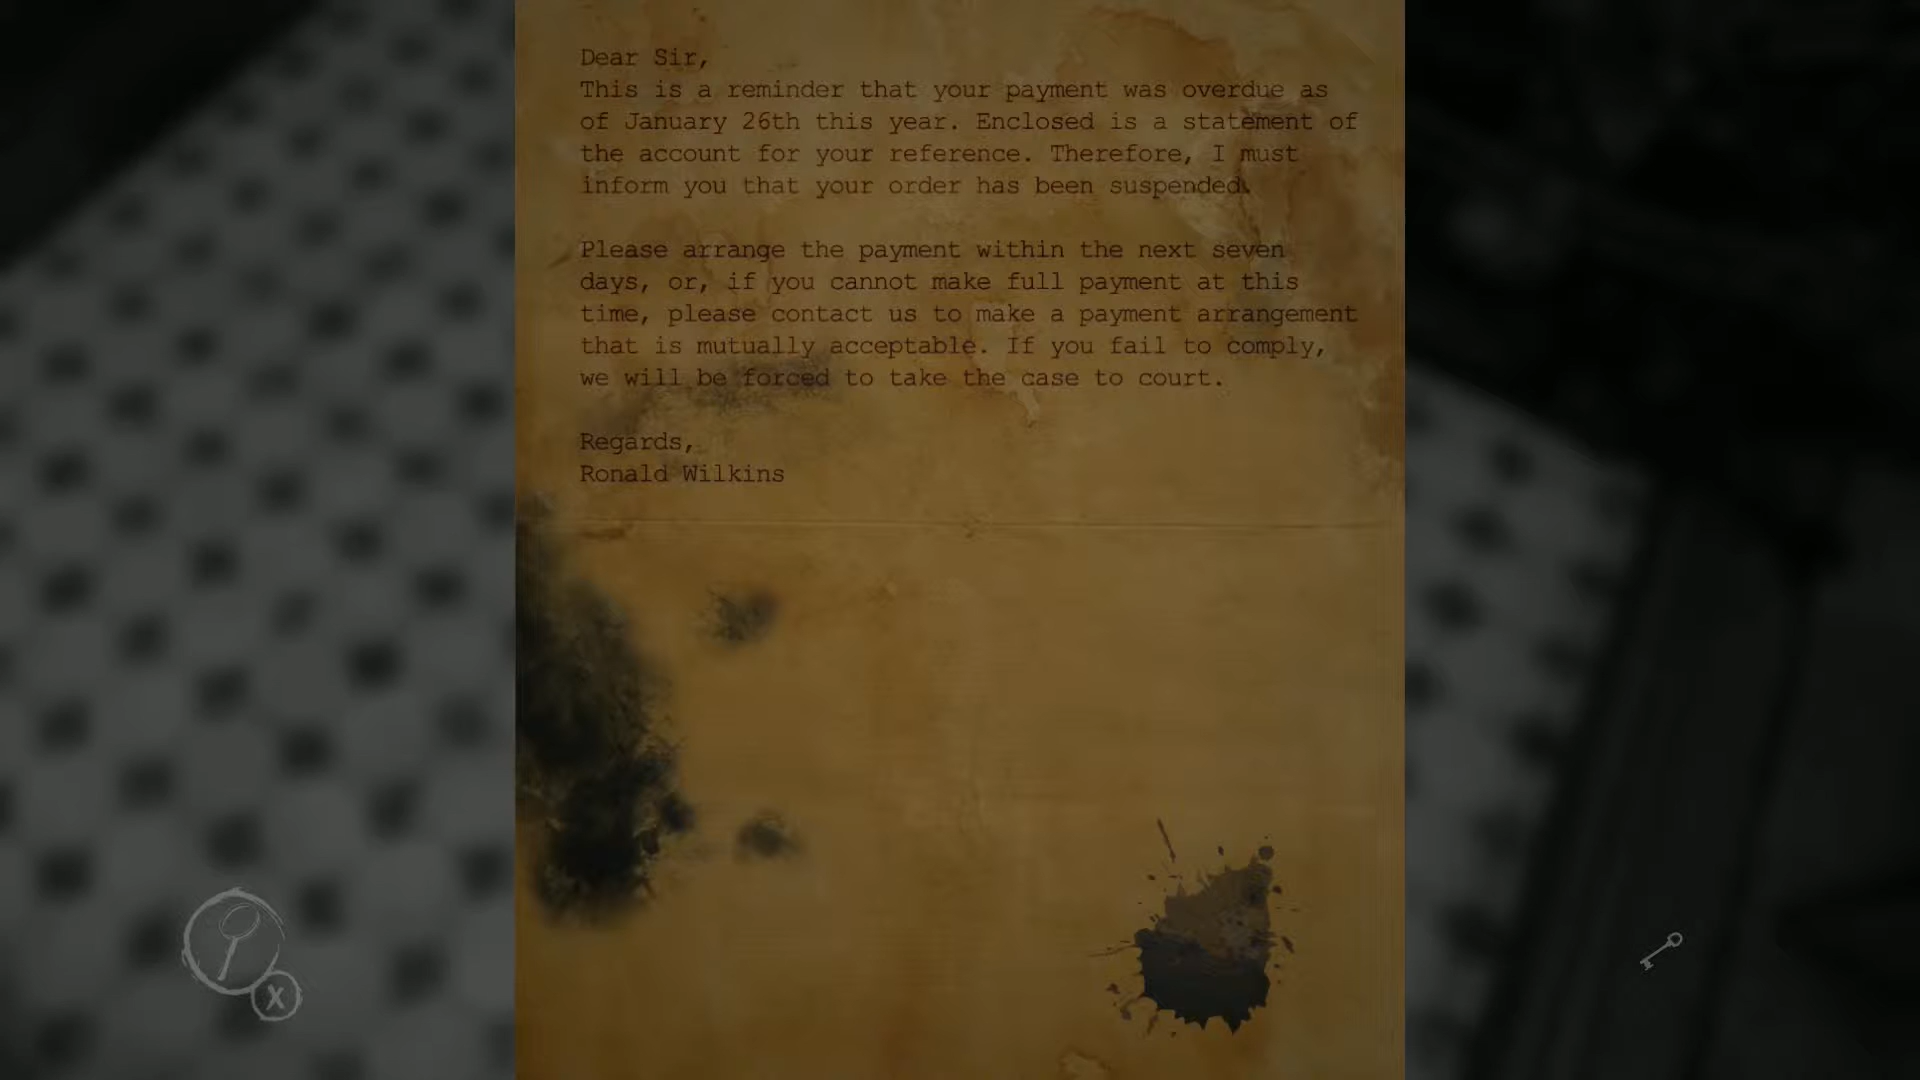 Dear Sir,
This is a reminder that your payment was overdue as
of January 26th this year. Enclosed is a statement of
the account for your reference. Therefore, I must
inform you that your order has been suspended.
Please arrange the payment within the next seven
days, or, if you cannot make full payment at this
time, please contact us to make a payment arrangement
that is mutually acceptable. If you fail to comply,
we will be forced to take the case to court.
Regards,
Ronald Wilkins
X